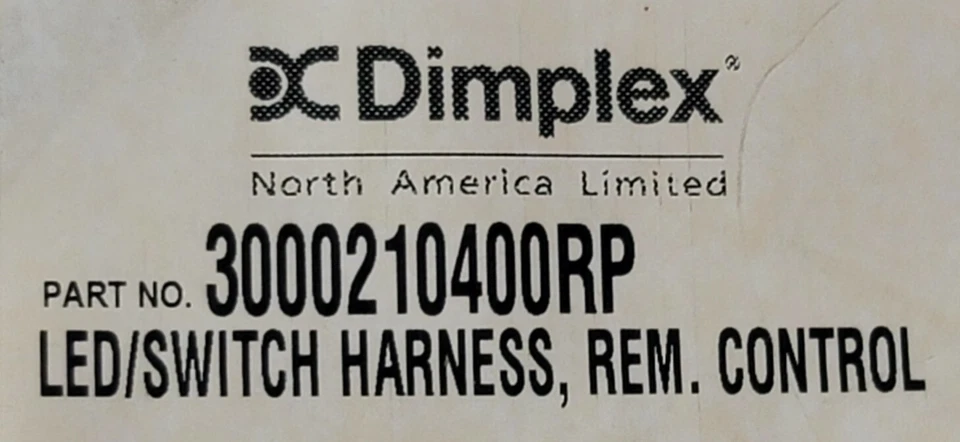 Dimplex®
North America Limited
PART NO. 3000210400RP
LED/SWITCH HARNESS, REM. CONTROL